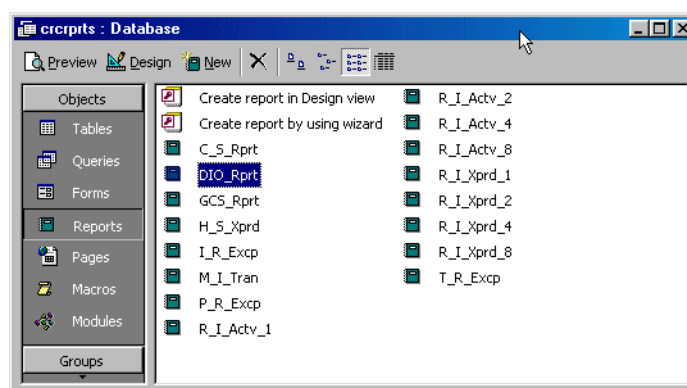 crcrprts : Database
Preview Design New
Objects
Tables
Queries
Forms
Reports
Pages
Macros
Modules
Groups
Create report in Design view
Create report by using wizard
C_S_Rprt
DIO_Rprt
GCS_Rprt
H_S_Xprd
I_R_Excp
M_I_Tran
P_R_Excp
R_I_Actv_1
R_I_Actv_2
R_I_Actv_4
R_I_Actv_8
R_I_Xprd_1
R_I_Xprd_2
R_I_Xprd_4
R_I_Xprd_8
T_R_Excp